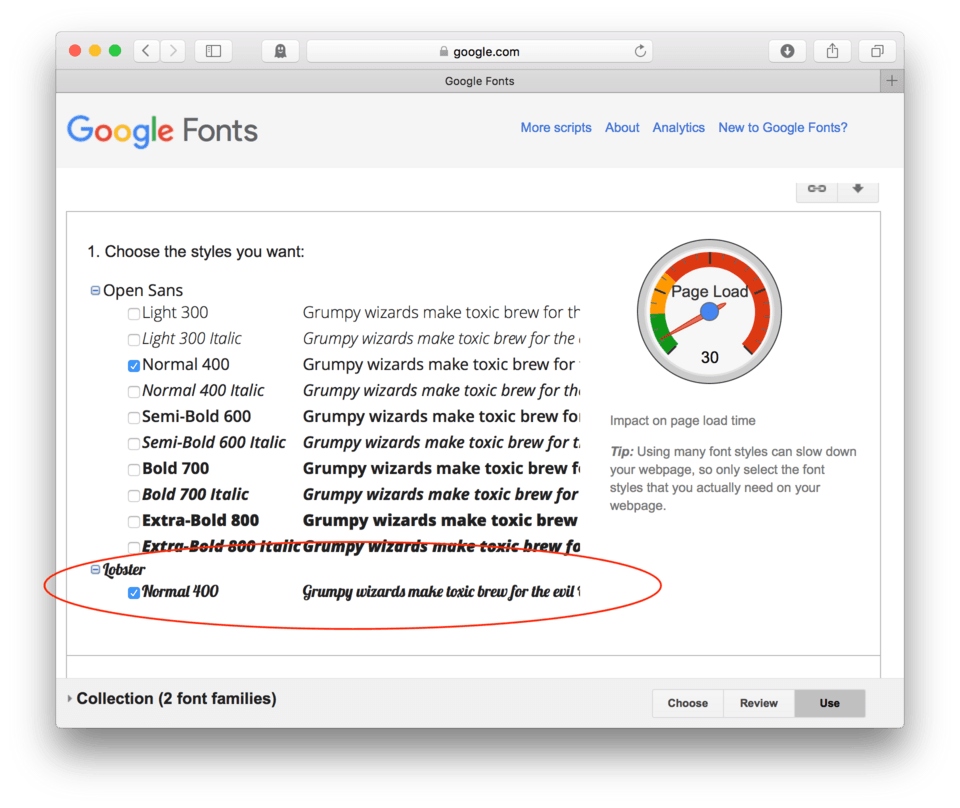 google.com
Google Fonts
Google Fonts
More scripts About Analytics New to Google Fonts?
1. Choose the styles you want:
Open Sans
Light 300 Grumpy wizards make toxic brew for th
Light 300 Italic Grumpy wizards make toxic brew for the
Normal 400 Grumpy wizards make toxic brew for
Normal 400 Italic Grumpy wizards make toxic brew for the
Semi-Bold 600 Grumpy wizards make toxic brew for
Semi-Bold 600 Italic Grumpy wizards make toxic brew for
Bold 700 Grumpy wizards make toxic brew
Bold 700 Italic Grumpy wizards make toxic brew for
Extra-Bold 800 Grumpy wizards make toxic brew
Extra-Bold 800 Italic Grumpy wizards make toxic brew fo
Lobster
Normal 400 Grumpy wizards make toxic brew for the evil
Page Load
30
Impact on page load time
Tip: Using many font styles can slow down
your webpage, so only select the font
styles that you actually need on your
webpage.
Collection (2 font families)
Choose Review Use